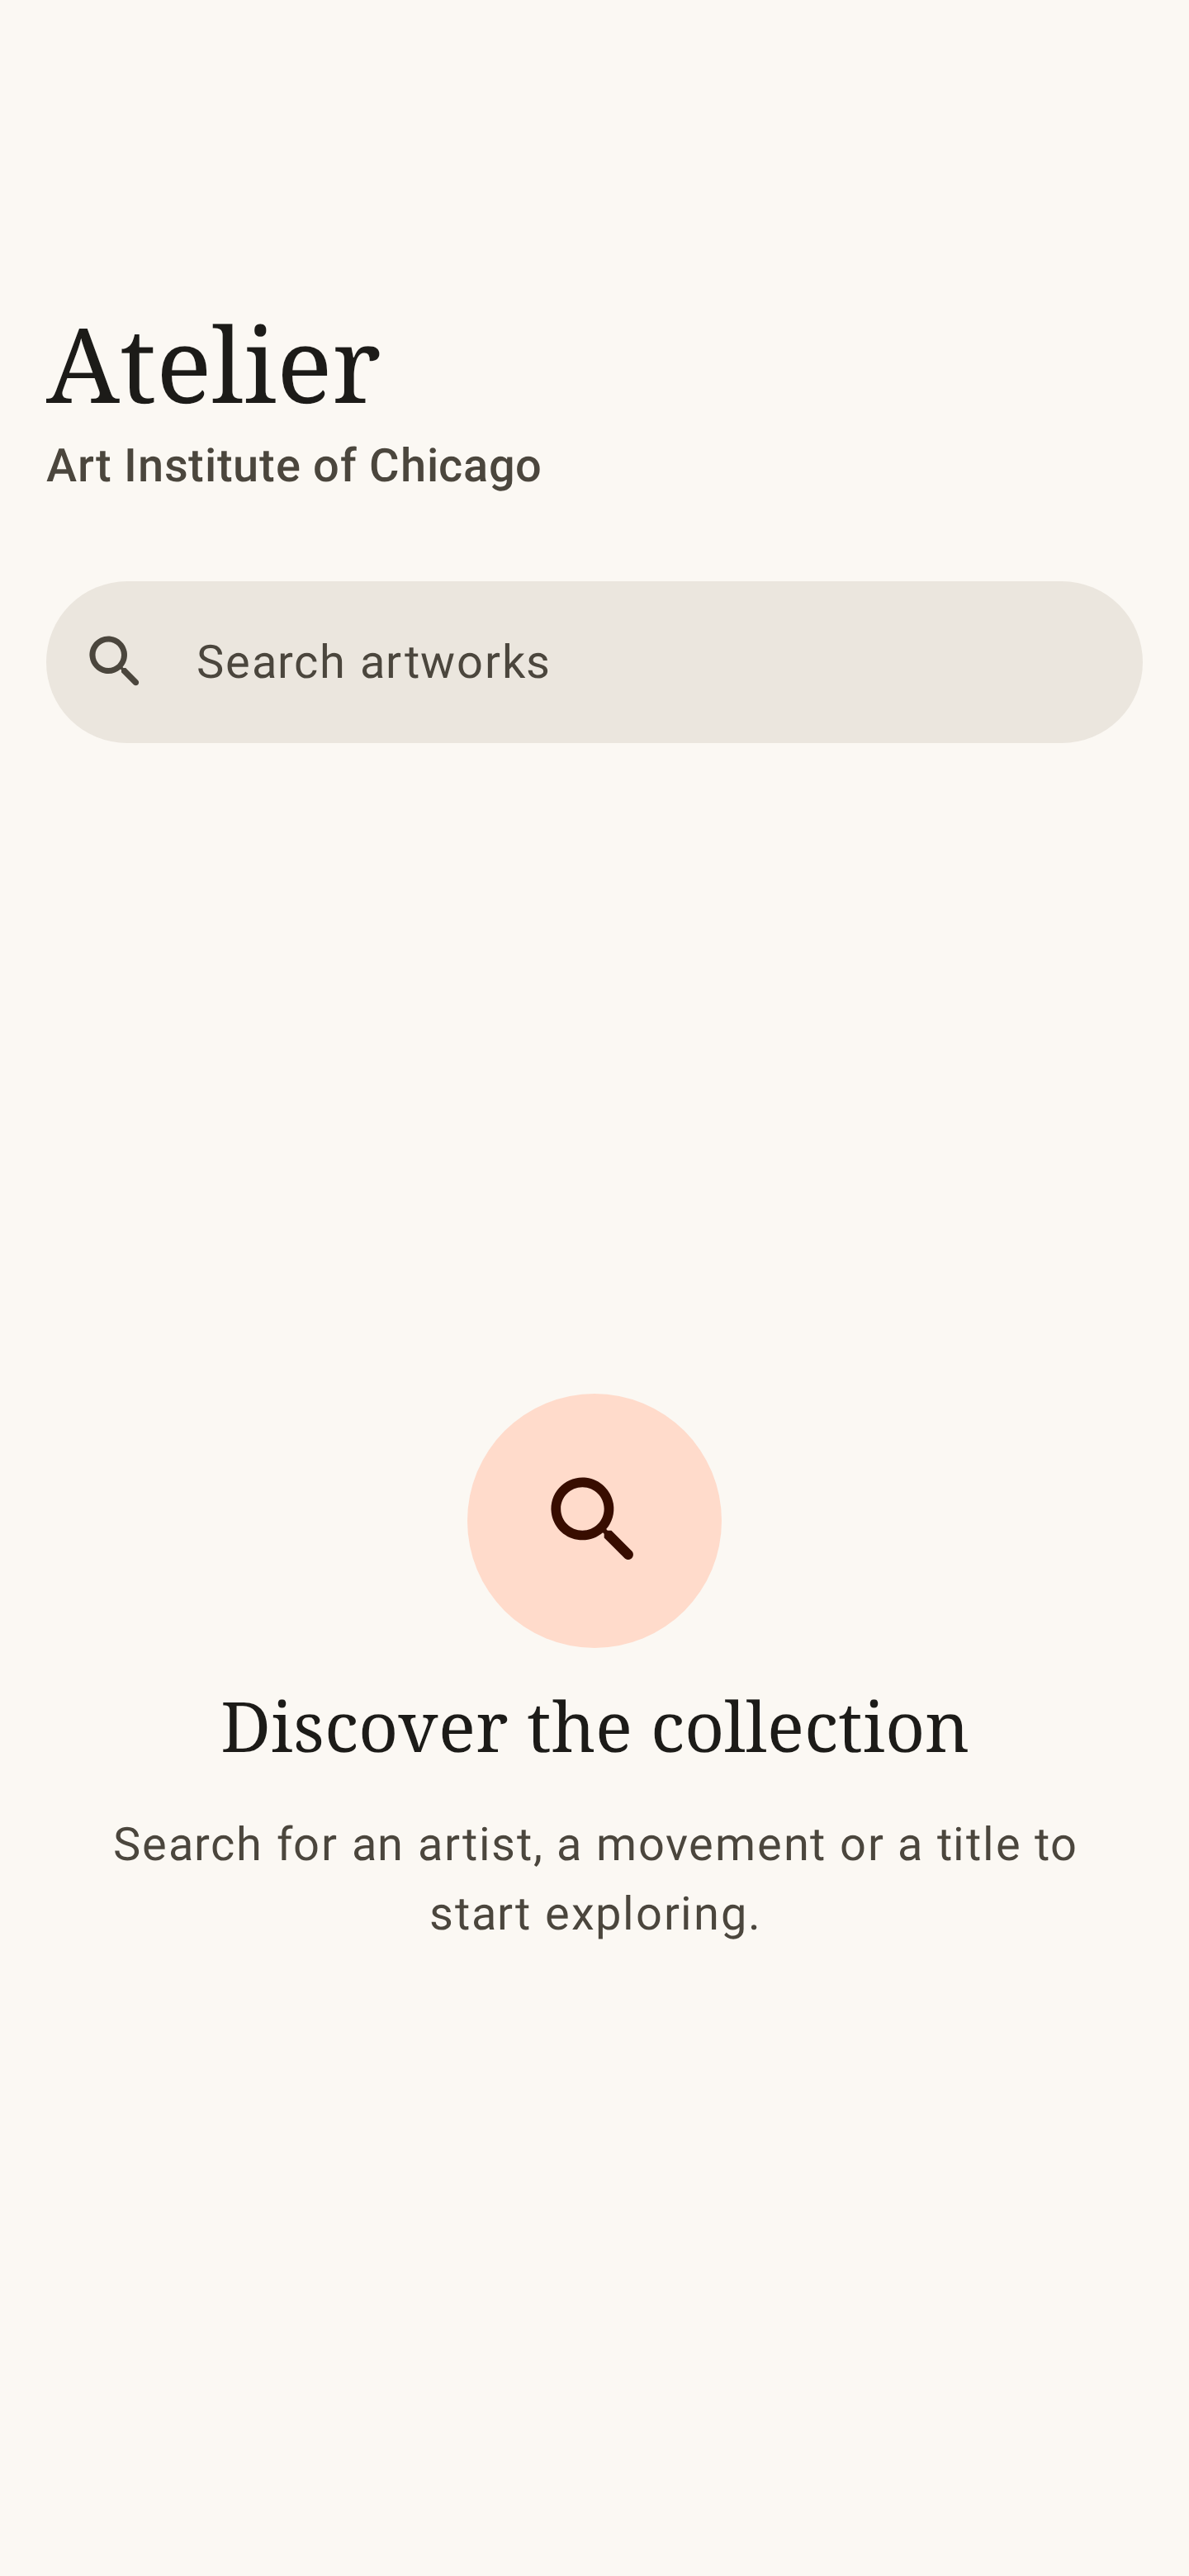 Atelier
Art Institute of Chicago
Search artworks
Discover the collection
Search for an artist, a movement or a title to
start exploring.